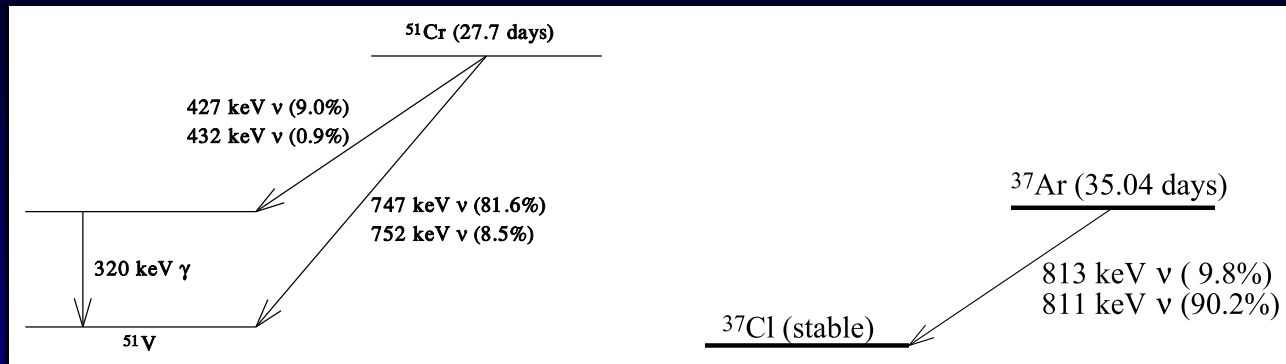 ⁵¹Cr (27.7 days)
427 keV ν (9.0%)
432 keV ν (0.9%)
747 keV ν (81.6%)
752 keV ν (8.5%)
320 keV γ
⁵¹V
³⁷Ar (35.04 days)
813 keV ν ( 9.8%)
811 keV ν (90.2%)
³⁷Cl (stable)